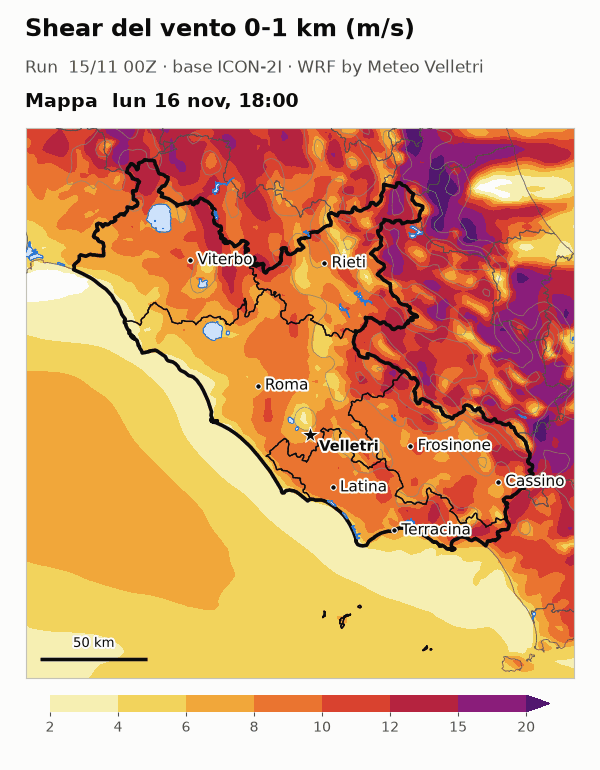 Shear del vento 0-1 km (m/s)
Run  15/11 00Z · base ICON-2I · WRF by Meteo Velletri
Mappa  lun 16 nov, 18:00
Viterbo
Rieti
Roma
Velletri
Frosinone
Latina
Cassino
Terracina
50 km
2 4 6 8 10 12 15 20